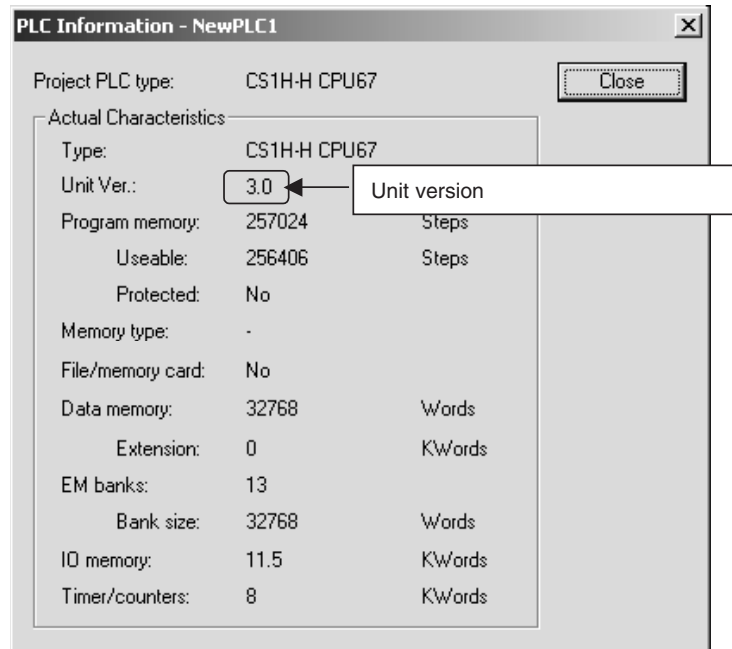 PLC Information - NewPLC1
Project PLC type: CS1H-H CPU67 Close
Actual Characteristics
Type: CS1H-H CPU67
Unit Ver.: 3.0 Unit version
Program memory: 257024 Steps
Useable: 256406 Steps
Protected: No
Memory type: -
File/memory card: No
Data memory: 32768 Words
Extension: 0 KWords
EM banks: 13
Bank size: 32768 Words
IO memory: 11.5 KWords
Timer/counters: 8 KWords